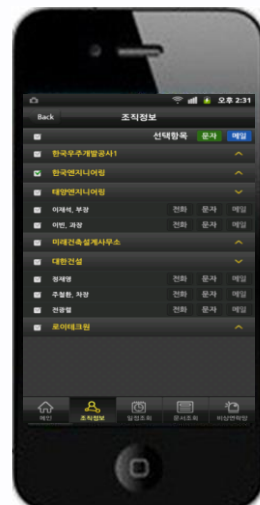 오후 2:31
Back 조직정보
선택항목 문자 메일
한국우주개발공사1
한국엔지니어링
태양엔지니어링
이재석, 부장 전화 문자 메일
이빈, 과장 전화 문자 메일
미래건축설계사무소
대한건설
정재영 전화 문자 메일
주철환, 차장 전화 문자 메일
전광렬 전화 문자 메일
로이테크원
메인 조직정보 일정조회 문서조회 비상연락망